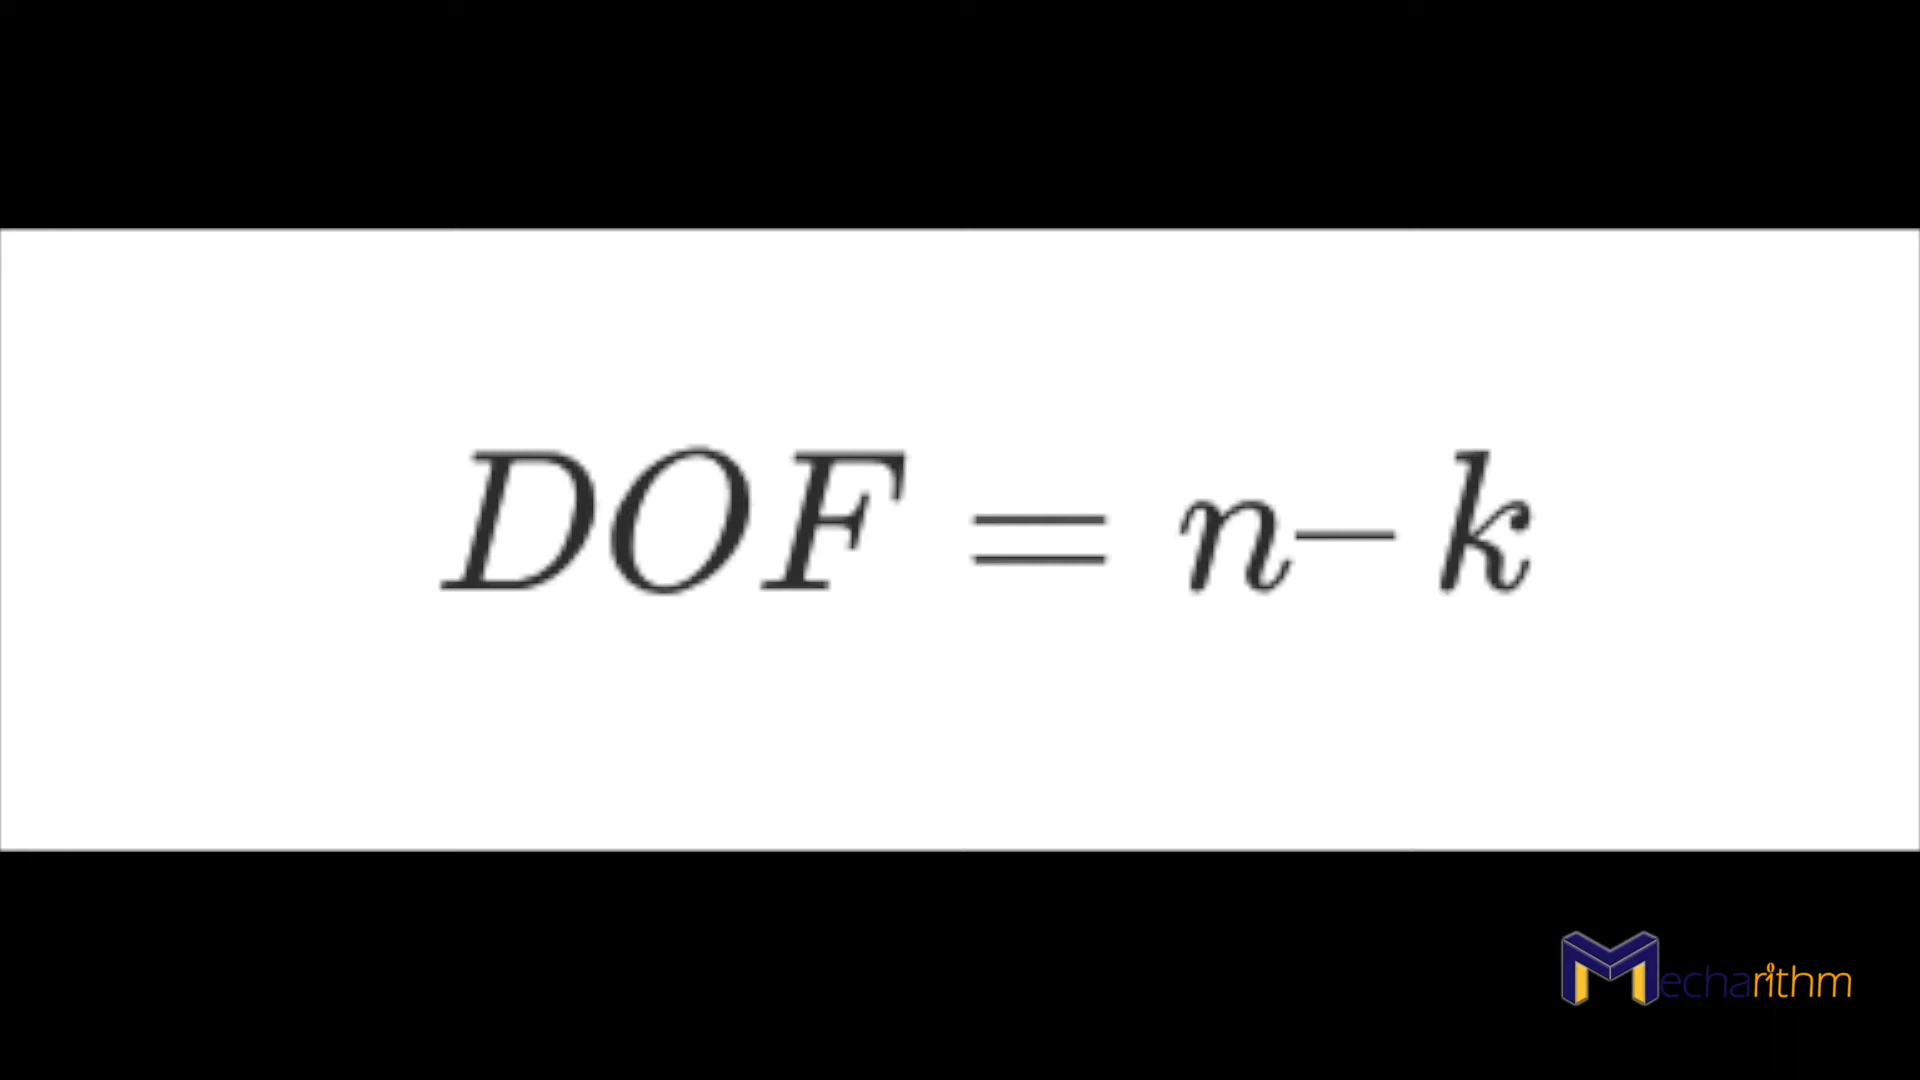 DOF = n– k
Mecharithm